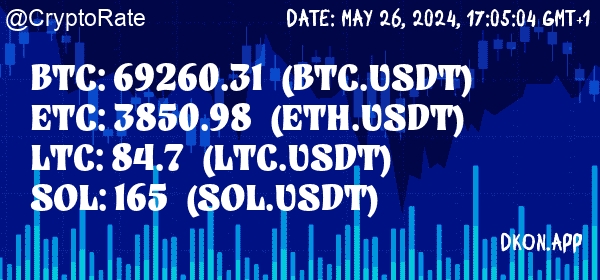 @CryptoRate
DATE: MAY 26, 2024, 17:05:04 GMT+1
BTC: 69260.31 (BTC.USDT)
ETC: 3850.98 (ETH.USDT)
LTC: 84.7 (LTC.USDT)
SOL: 165 (SOL.USDT)
DKON.APP